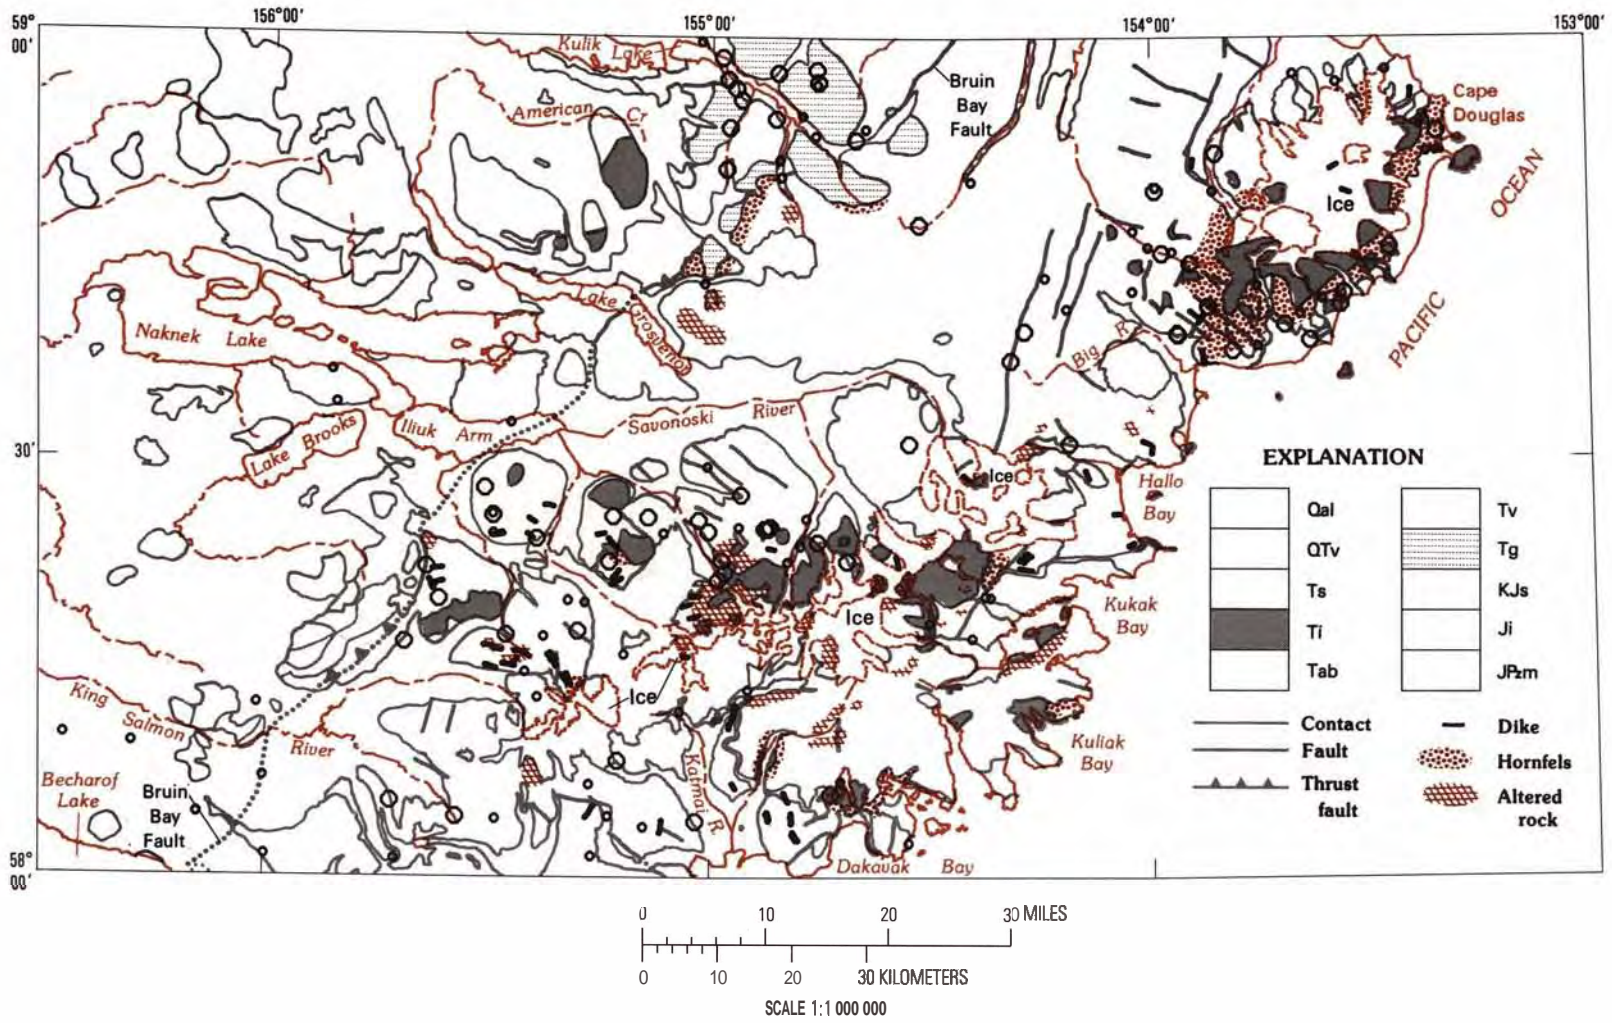 59°
00'
156°00'
155°00'
154°00'
153°00'
Kulik Lake
American Cr
Bruin
Bay
Fault
Cape
Douglas
Ice
PACIFIC OCEAN
Lake Grosvenor
Naknek Lake
Big R
Savonoski River
Iliuk Arm
Lake Brooks
30'
Ice
Hallo
Bay
Kukak
Bay
Ice
Ice
King Salmon River
Katmai R
Kuliak
Bay
Becharof
Lake
Bruin
Bay
Fault
Dakavak Bay
58°
00'
EXPLANATION
Qal
QTv
Ts
Ti
Tab
Tv
Tg
KJs
Ji
JPzm
Contact
Fault
Thrust
fault
Dike
Hornfels
Altered
rock
0 10 20 30 MILES
0 10 20 30 KILOMETERS
SCALE 1:1 000 000